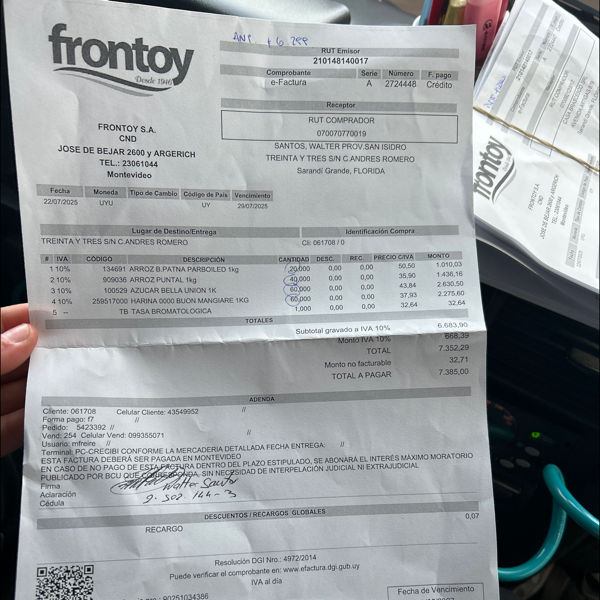 ANT + 6.299
frontoy
Desde 1946
RUT Emisor
210148140017
Comprobante Serie Número F. pago
e-Factura A 2724448 Crédito
Receptor
RUT COMPRADOR
070070770019
SANTOS, WALTER PROV.SAN ISIDRO
TREINTA Y TRES S/N C.ANDRES ROMERO
Sarandí Grande, FLORIDA
FRONTOY S.A.
CND
JOSE DE BEJAR 2600 y ARGERICH
TEL.: 23061044
Montevideo
Fecha Moneda Tipo de Cambio Código de País Vencimiento
22/07/2025 UYU UY 29/07/2025
Lugar de Destino/Entrega Identificación Compra
TREINTA Y TRES S/N C.ANDRES ROMERO Cli: 061708 / 0
# IVA CÓDIGO DESCRIPCIÓN CANTIDAD DESC. REC. PRECIO C/IVA MONTO
1 10% 134691 ARROZ B.PATNA PARBOILED 1kg 20,000 0,00 0,00 50,50 1.010,03
2 10% 909036 ARROZ PUNTAL 1kg 40,000 0,00 0,00 35,90 1.436,16
3 10% 100529 AZUCAR BELLA UNION 1K 60,000 0,00 0,00 43,84 2.630,50
4 10% 259517000 HARINA 0000 BUON MANGIARE 1KG 60,000 0,00 0,00 37,93 2.275,60
5 -- TB TASA BROMATOLOGICA 1,000 0,00 0,00 32,64 32,64
TOTALES
Subtotal gravado a IVA 10% 6.683,90
Monto IVA 10% 668,39
TOTAL 7.352,29
Monto no facturable 32,71
TOTAL A PAGAR 7.385,00
ADENDA
Cliente: 061708 Celular Cliente: 43549952 //
Forma pago: f7 //
Pedido: 5423392 //
Vend: 254 Celular Vend: 099355071
Usuario: mfreire //
Terminal: PC-CRECIBI CONFORME LA MERCADERIA DETALLADA FECHA ENTREGA: //
ESTA FACTURA DEBERÁ SER PAGADA EN MONTEVIDEO
EN CASO DE NO PAGO DE ESTA FACTURA DENTRO DEL PLAZO ESTIPULADO, SE ABONARÁ EL INTERÉS MÁXIMO MORATORIO
PUBLICADO POR BCU QUE CORRESPONDA, SIN NECESIDAD DE INTERPELACIÓN JUDICIAL NI EXTRAJUDICIAL
Firma
Aclaración Walter Santos
Cédula
DESCUENTOS / RECARGOS GLOBALES
RECARGO 0,07
Resolución DGI Nro.: 4972/2014
Puede verificar el comprobante en: www.efactura.dgi.gub.uy
IVA al día
90251034386
Fecha de Vencimiento